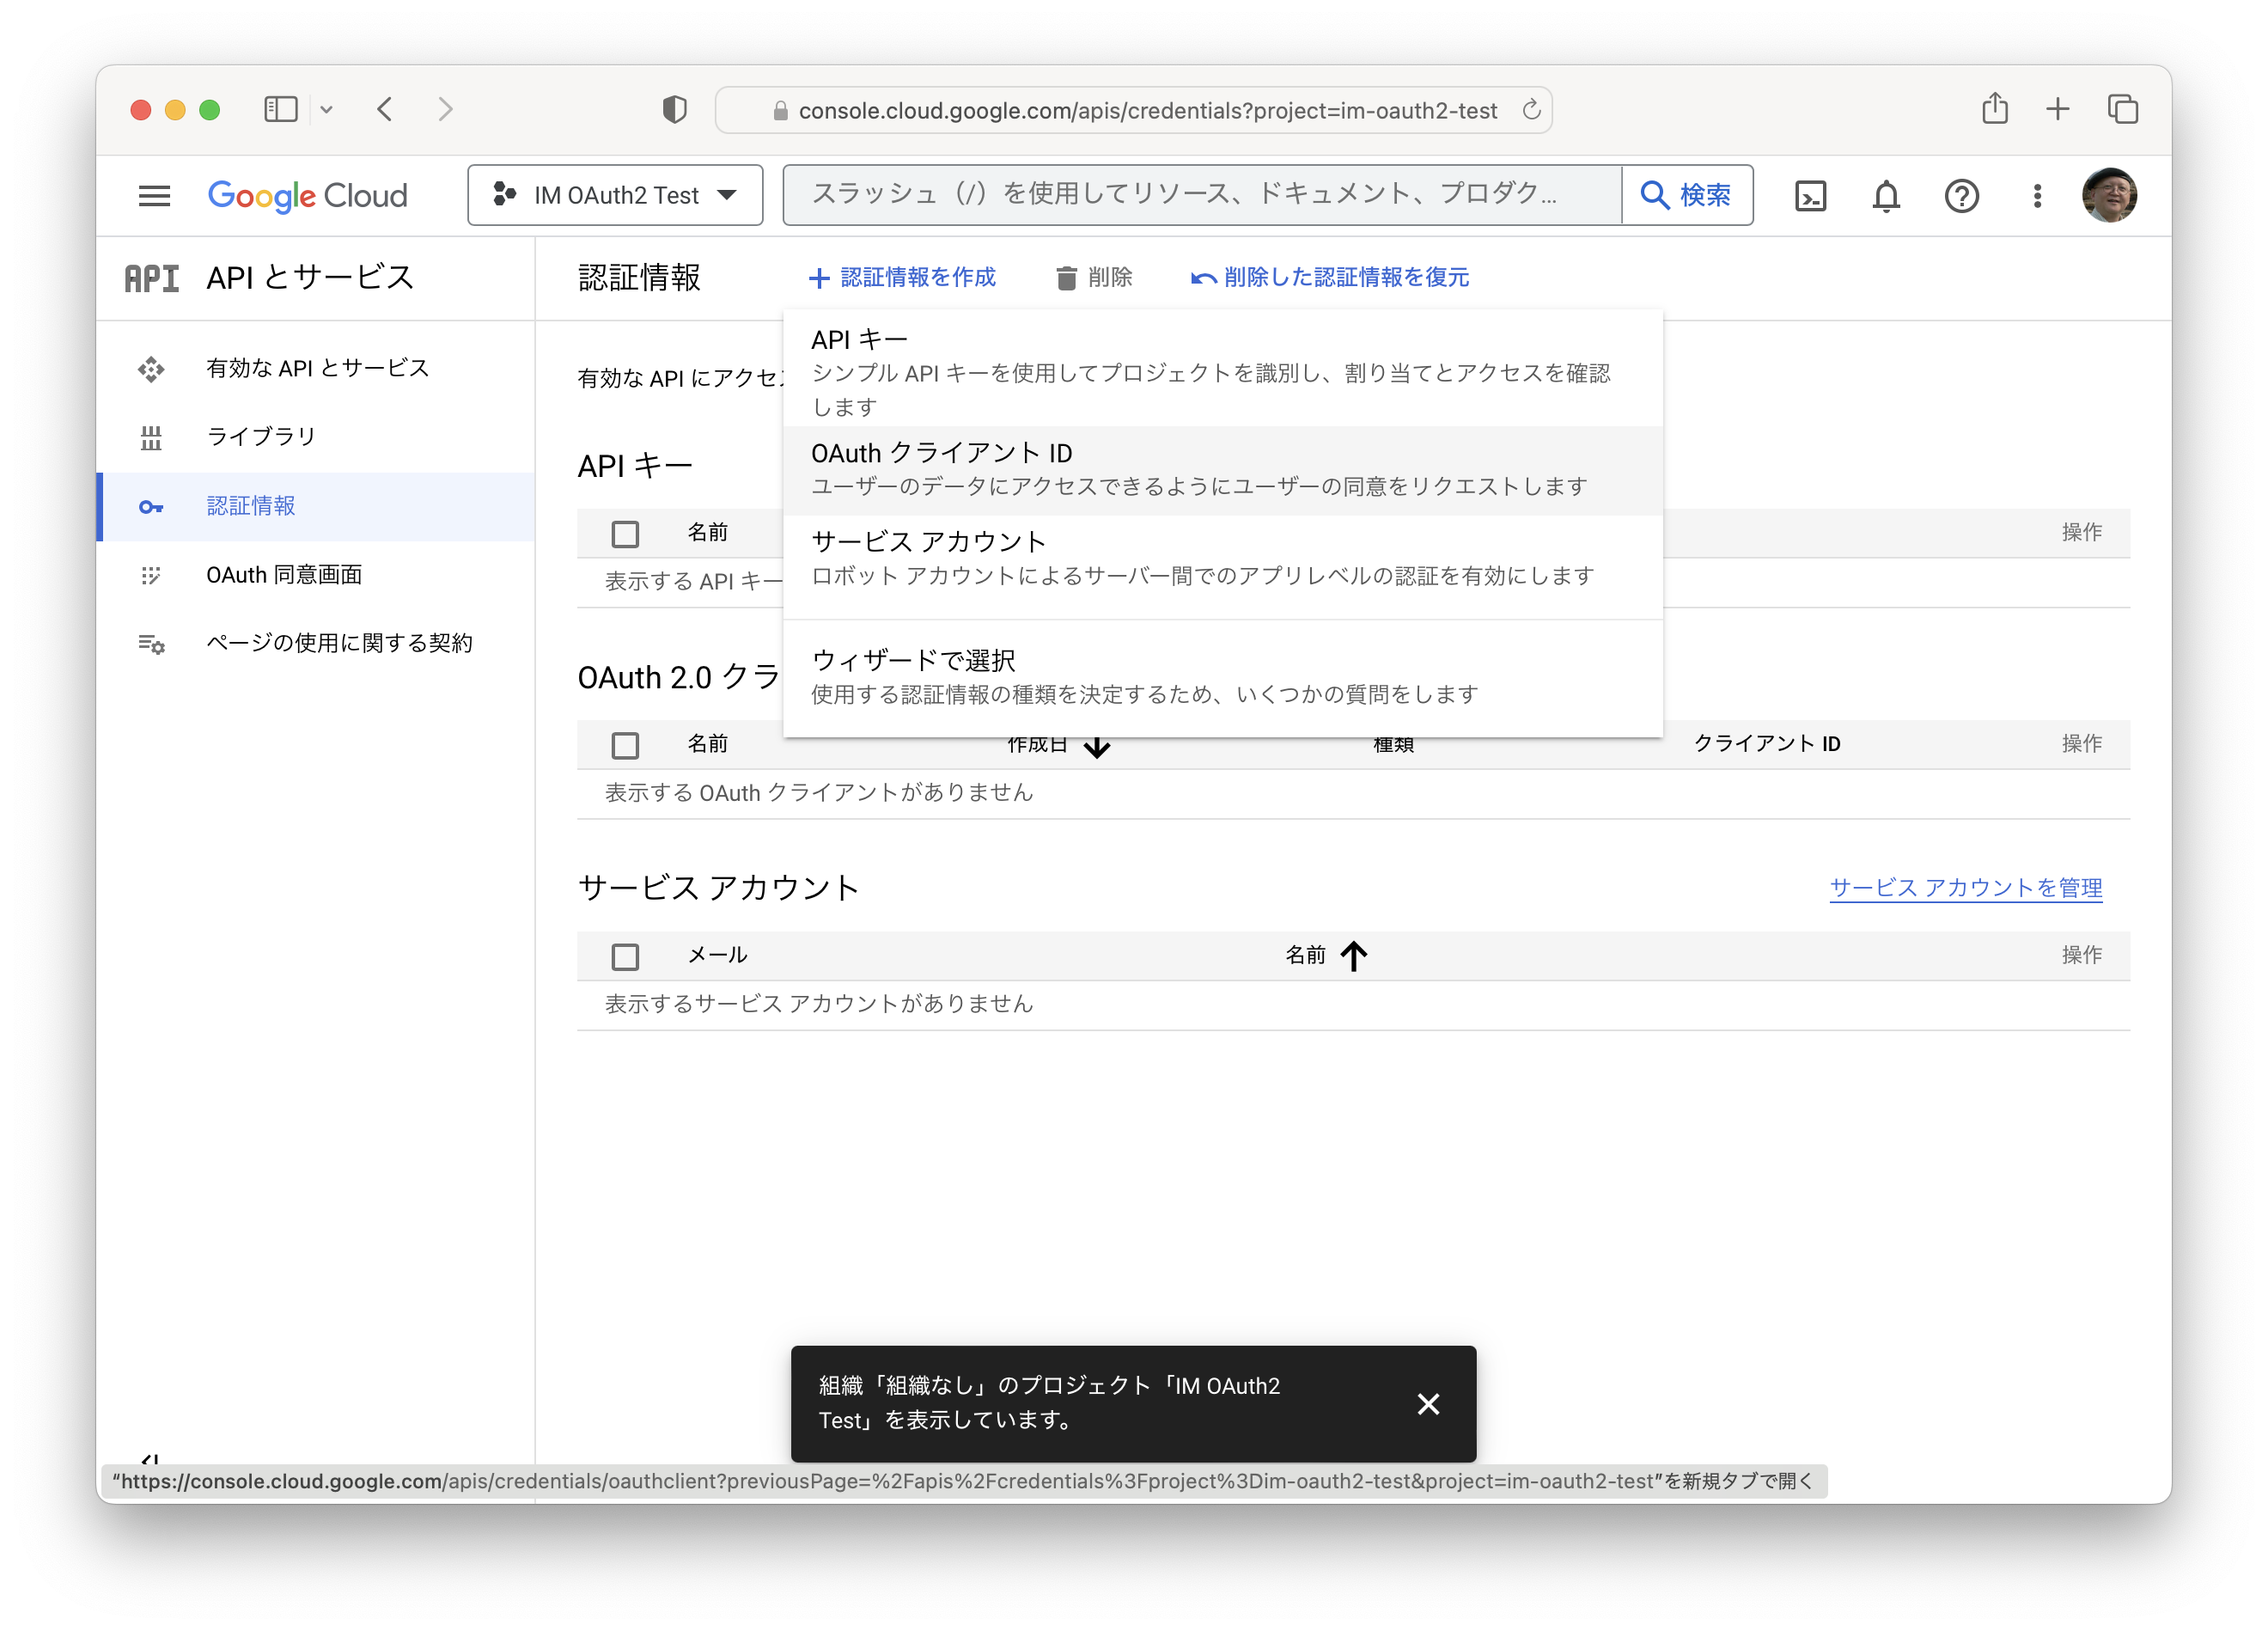 console.cloud.google.com/apis/credentials?project=im-oauth2-test
Google Cloud
IM OAuth2 Test
スラッシュ（/）を使用してリソース、ドキュメント、プロダク...
検索
API
API とサービス
有効な API とサービス
ライブラリ
認証情報
OAuth 同意画面
ページの使用に関する契約
認証情報
認証情報を作成
削除
削除した認証情報を復元
有効な API にアクセ
API キー
シンプル API キーを使用してプロジェクトを識別し、割り当てとアクセスを確認
します
OAuth クライアント ID
ユーザーのデータにアクセスできるようにユーザーの同意をリクエストします
サービス アカウント
ロボット アカウントによるサーバー間でのアプリレベルの認証を有効にします
ウィザードで選択
使用する認証情報の種類を決定するため、いくつかの質問をします
API キー
名前
操作
表示する API キー
OAuth 2.0 クラ
名前
作成日
種類
クライアント ID
操作
表示する OAuth クライアントがありません
サービス アカウント
サービス アカウントを管理
メール
名前
操作
表示するサービス アカウントがありません
組織「組織なし」のプロジェクト「IM OAuth2
Test」を表示しています。
“https://console.cloud.google.com/apis/credentials/oauthclient?previousPage=%2Fapis%2Fcredentials%3Fproject%3Dim-oauth2-test&project=im-oauth2-test”を新規タブで開く